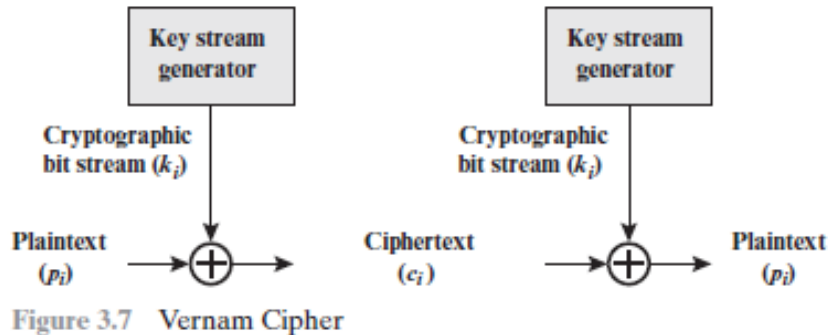 Key stream
generator
Key stream
generator
Cryptographic
bit stream (kᵢ)
Cryptographic
bit stream (kᵢ)
Plaintext
(pᵢ)
Ciphertext
(cᵢ)
Plaintext
(pᵢ)
Figure 3.7 Vernam Cipher